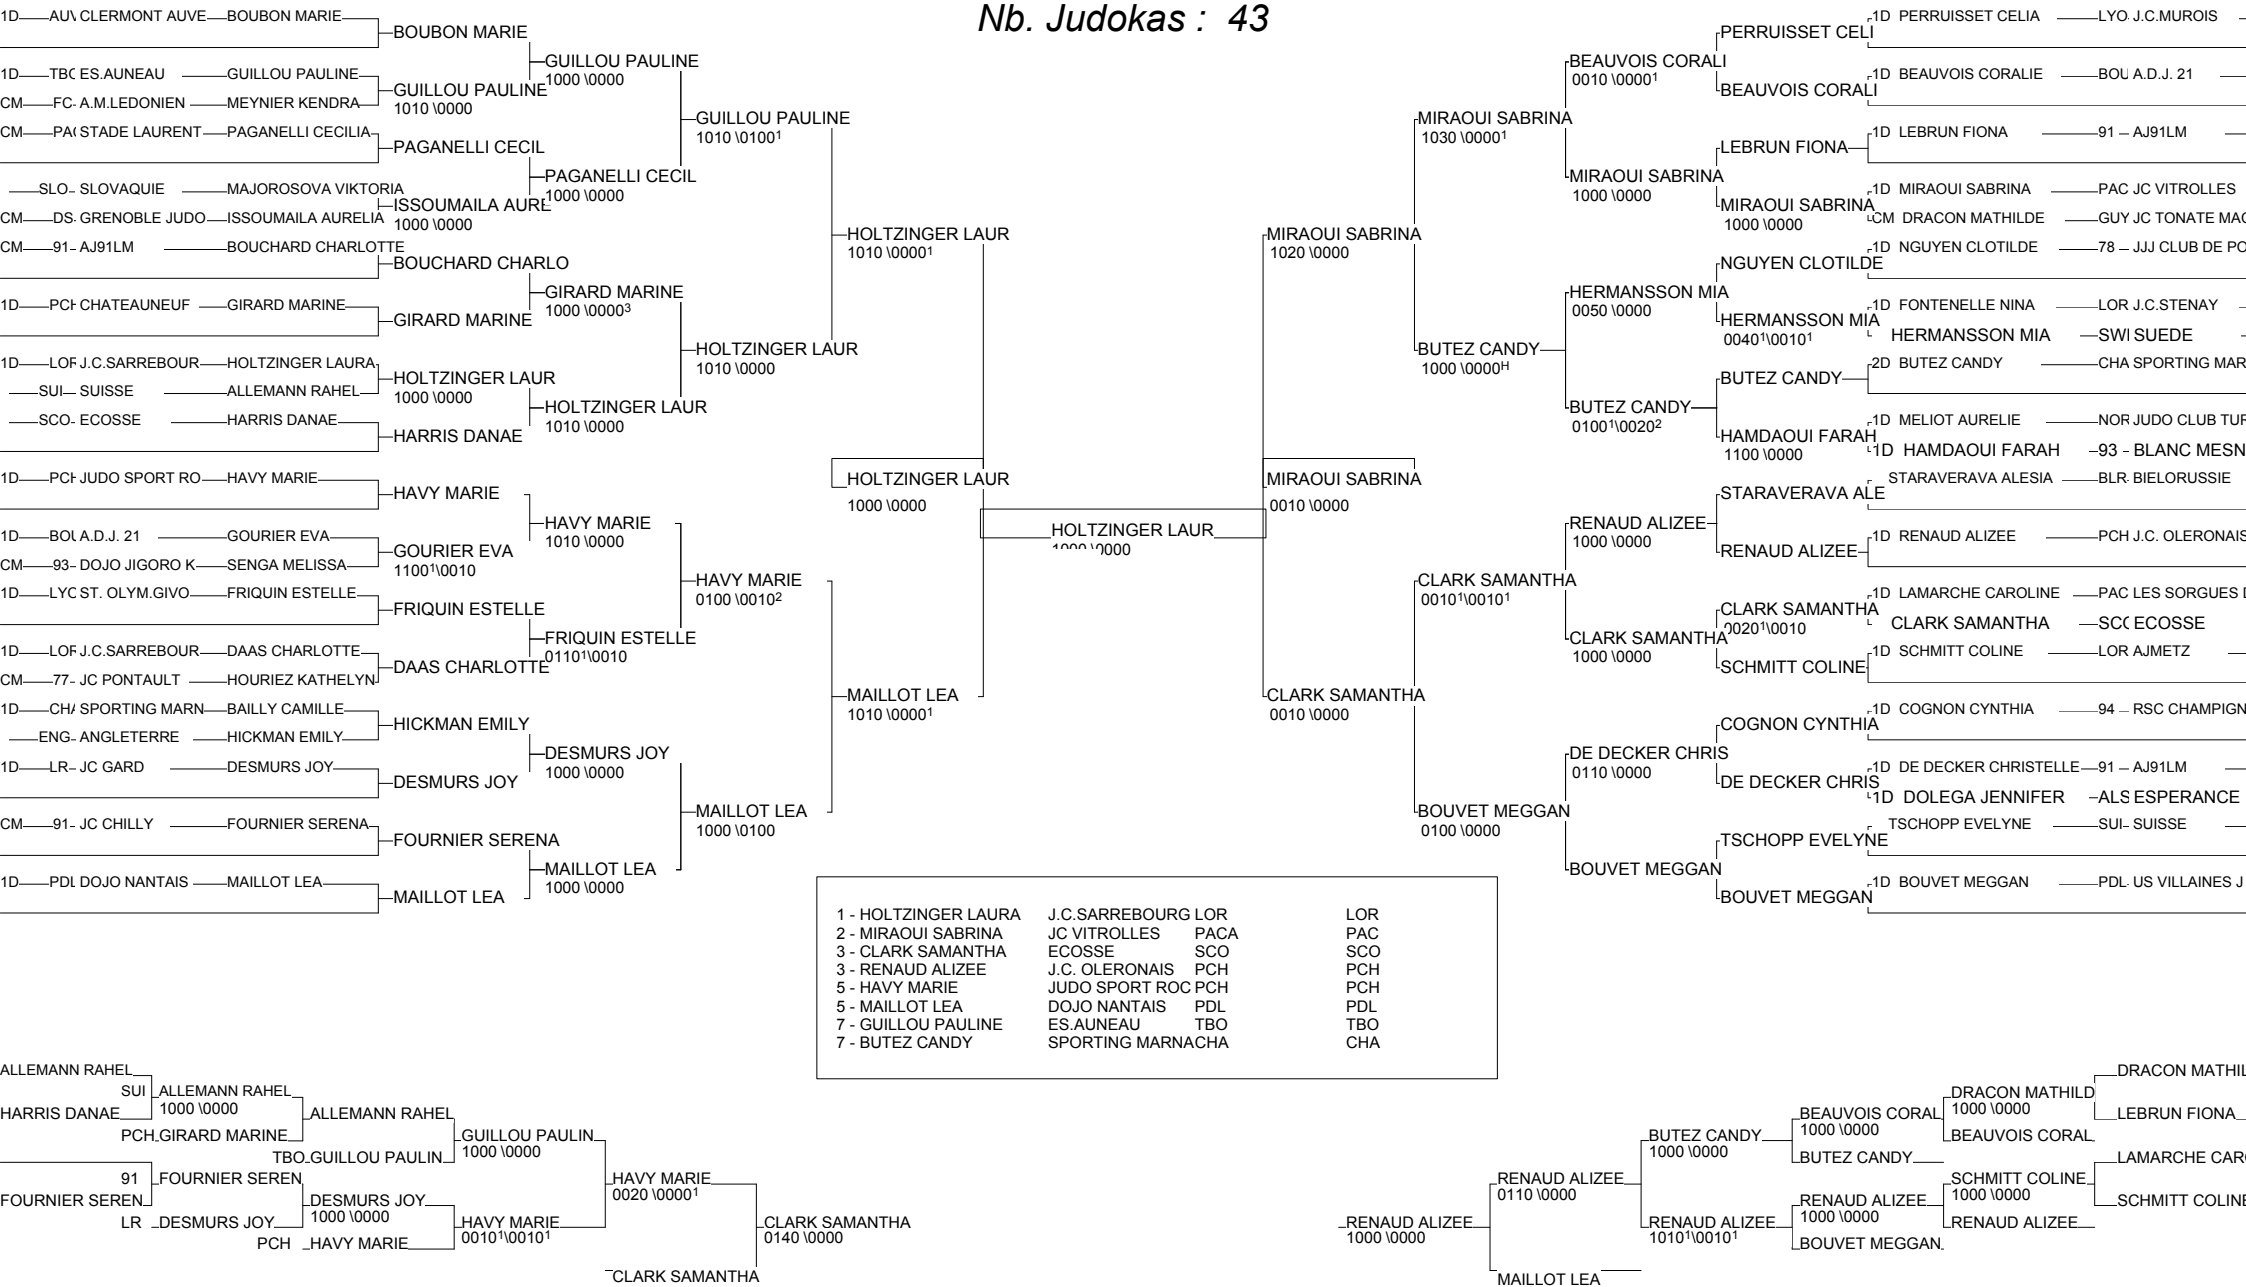 Nb. Judokas :  43
1D AUV CLERMONT AUVE BOUBON MARIE
1D TBO ES.AUNEAU GUILLOU PAULINE
CM FC A.M.LEDONIEN MEYNIER KENDRA
CM PAC STADE LAURENT PAGANELLI CECILIA
SLO SLOVAQUIE MAJOROSOVA VIKTORIA
CM DS GRENOBLE JUDO ISSOUMAILA AURELIA
CM 91 AJ91LM BOUCHARD CHARLOTTE
1D PCH CHATEAUNEUF GIRARD MARINE
1D LOR J.C.SARREBOUR HOLTZINGER LAURA
SUI SUISSE ALLEMANN RAHEL
SCO ECOSSE HARRIS DANAE
1D PCH JUDO SPORT RO HAVY MARIE
1D BOU A.D.J. 21 GOURIER EVA
CM 93 DOJO JIGORO K SENGA MELISSA
1D LYO ST. OLYM.GIVO FRIQUIN ESTELLE
1D LOR J.C.SARREBOUR DAAS CHARLOTTE
CM 77 JC PONTAULT HOURIEZ KATHELYN
1D CHA SPORTING MARN BAILLY CAMILLE
ENG ANGLETERRE HICKMAN EMILY
1D LR JC GARD DESMURS JOY
CM 91 JC CHILLY FOURNIER SERENA
1D PDL DOJO NANTAIS MAILLOT LEA
BOUBON MARIE
GUILLOU PAULINE
1010 \0000
PAGANELLI CECIL
ISSOUMAILA AURE
1000 \0000
BOUCHARD CHARLO
GIRARD MARINE
HOLTZINGER LAUR
1000 \0000
HARRIS DANAE
HAVY MARIE
GOURIER EVA
1100¹\0010
FRIQUIN ESTELLE
DAAS CHARLOTTE
HICKMAN EMILY
DESMURS JOY
FOURNIER SERENA
MAILLOT LEA
GUILLOU PAULINE
1000 \0000
PAGANELLI CECIL
1000 \0000
GIRARD MARINE
1000 \0000³
HOLTZINGER LAUR
1010 \0000
HAVY MARIE
1010 \0000
FRIQUIN ESTELLE
0110¹\0010
DESMURS JOY
1000 \0000
MAILLOT LEA
1000 \0000
GUILLOU PAULINE
1010 \0100¹
HOLTZINGER LAUR
1010 \0000
HAVY MARIE
0100 \0010²
MAILLOT LEA
1000 \0100
HOLTZINGER LAUR
1010 \0000¹
MAILLOT LEA
1010 \0000¹
HOLTZINGER LAUR
1000 \0000
HOLTZINGER LAUR
1000 \0000
MIRAOUI SABRINA
0010 \0000
MIRAOUI SABRINA
1020 \0000
CLARK SAMANTHA
0010 \0000
MIRAOUI SABRINA
1030 \0000¹
BUTEZ CANDY
1000 \0000ᴴ
CLARK SAMANTHA
0010¹\0010¹
BOUVET MEGGAN
0100 \0000
BEAUVOIS CORALI
0010 \0000¹
MIRAOUI SABRINA
1000 \0000
HERMANSSON MIA
0050 \0000
BUTEZ CANDY
0100¹\0020²
RENAUD ALIZEE
1000 \0000
CLARK SAMANTHA
1000 \0000
DE DECKER CHRIS
0110 \0000
BOUVET MEGGAN
PERRUISSET CELI
BEAUVOIS CORALI
LEBRUN FIONA
MIRAOUI SABRINA
1000 \0000
NGUYEN CLOTILDE
HERMANSSON MIA
0040¹\0010¹
BUTEZ CANDY
HAMDAOUI FARAH
1100 \0000
STARAVERAVA ALE
RENAUD ALIZEE
CLARK SAMANTHA
0020¹\0010
SCHMITT COLINE
COGNON CYNTHIA
DE DECKER CHRIS
TSCHOPP EVELYNE
BOUVET MEGGAN
1D PERRUISSET CELIA LYO J.C.MUROIS
1D BEAUVOIS CORALIE BOU A.D.J. 21
1D LEBRUN FIONA 91 AJ91LM
1D MIRAOUI SABRINA PAC JC VITROLLES
CM DRACON MATHILDE GUY JC TONATE MAC
1D NGUYEN CLOTILDE 78 JJJ CLUB DE PO
1D FONTENELLE NINA LOR J.C.STENAY
HERMANSSON MIA SWI SUEDE
2D BUTEZ CANDY CHA SPORTING MAR
1D MELIOT AURELIE NOR JUDO CLUB TUR
1D HAMDAOUI FARAH 93 BLANC MESN
STARAVERAVA ALESIA BLR BIELORUSSIE
1D RENAUD ALIZEE PCH J.C. OLERONAIS
1D LAMARCHE CAROLINE PAC LES SORGUES D
CLARK SAMANTHA SCO ECOSSE
1D SCHMITT COLINE LOR AJMETZ
1D COGNON CYNTHIA 94 RSC CHAMPIGN
1D DE DECKER CHRISTELLE 91 AJ91LM
1D DOLEGA JENNIFER ALS ESPERANCE
TSCHOPP EVELYNE SUI SUISSE
1D BOUVET MEGGAN PDL US VILLAINES J
1 - HOLTZINGER LAURA J.C.SARREBOURG LOR LOR
2 - MIRAOUI SABRINA JC VITROLLES PACA PAC
3 - CLARK SAMANTHA ECOSSE SCO SCO
3 - RENAUD ALIZEE J.C. OLERONAIS PCH PCH
5 - HAVY MARIE JUDO SPORT ROC PCH PCH
5 - MAILLOT LEA DOJO NANTAIS PDL PDL
7 - GUILLOU PAULINE ES.AUNEAU TBO TBO
7 - BUTEZ CANDY SPORTING MARNA CHA CHA
ALLEMANN RAHEL
HARRIS DANAE
FOURNIER SEREN
SUI ALLEMANN RAHEL
1000 \0000
PCH GIRARD MARINE
91 FOURNIER SEREN
LR DESMURS JOY
ALLEMANN RAHEL
TBO GUILLOU PAULIN
DESMURS JOY
1000 \0000
PCH HAVY MARIE
GUILLOU PAULIN
1000 \0000
HAVY MARIE
0010¹\0010¹
HAVY MARIE
0020 \0000¹
CLARK SAMANTHA
CLARK SAMANTHA
0140 \0000
RENAUD ALIZEE
1000 \0000
RENAUD ALIZEE
0110 \0000
MAILLOT LEA
BUTEZ CANDY
1000 \0000
RENAUD ALIZEE
1010¹\0010¹
BEAUVOIS CORAL
1000 \0000
BUTEZ CANDY
RENAUD ALIZEE
1000 \0000
BOUVET MEGGAN
DRACON MATHILD
1000 \0000
BEAUVOIS CORAL
SCHMITT COLINE
1000 \0000
RENAUD ALIZEE
DRACON MATHIL
LEBRUN FIONA
LAMARCHE CAR
SCHMITT COLINE